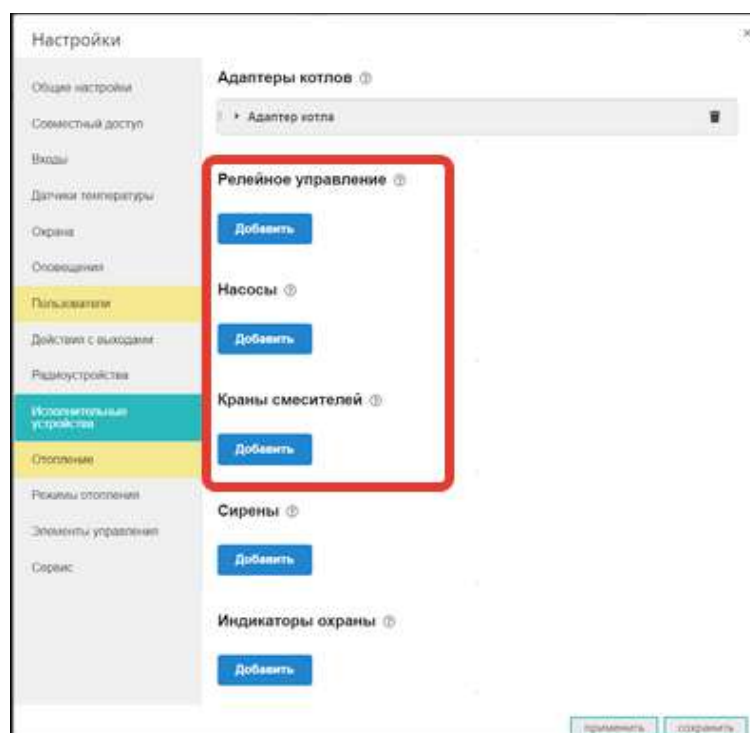 Настройки
Общие настройки
Совместный доступ
Входы
Датчики температуры
Охрана
Оповещения
Пользователи
Действия с выходами
Радиоустройства
Исполнительные
устройства
Отопление
Режимы отопления
Элементы управления
Сервис
Адаптеры котлов
Адаптер котла
Релейное управление
Добавить
Насосы
Добавить
Краны смесителей
Добавить
Сирены
Добавить
Индикаторы охраны
Добавить
применить
сохранить